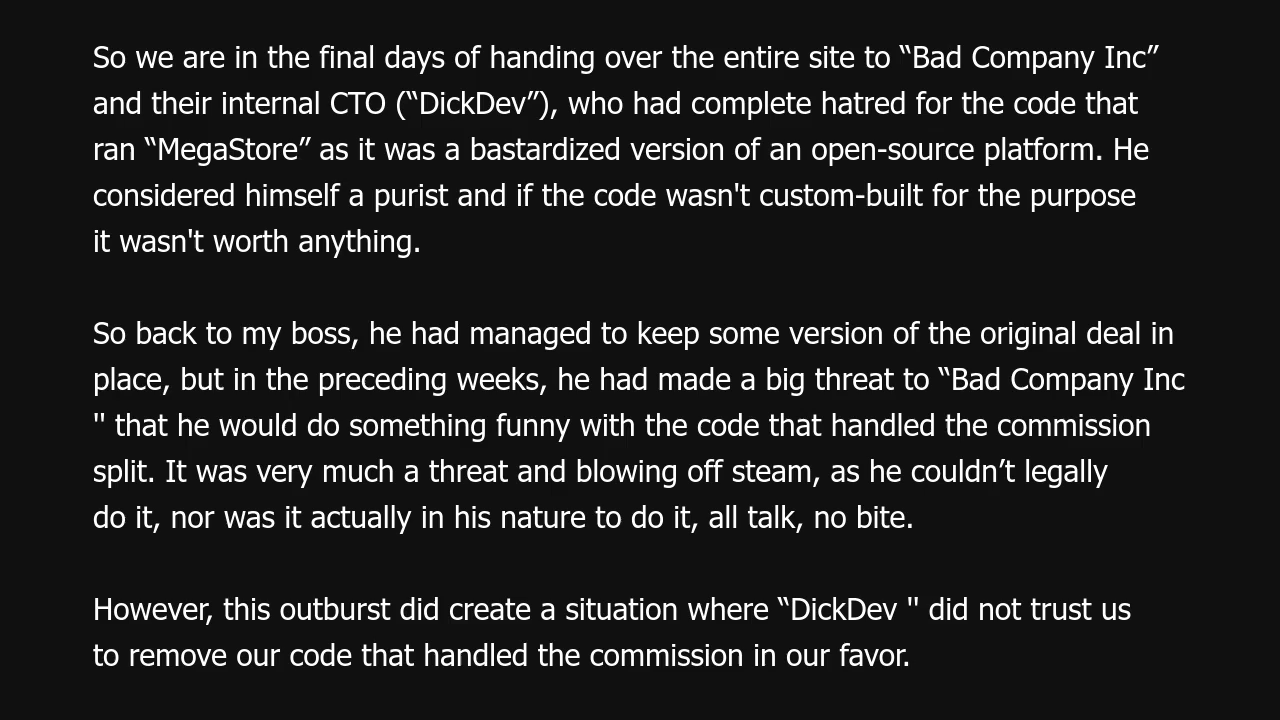 So we are in the final days of handing over the entire site to “Bad Company Inc”
and their internal CTO (“DickDev”), who had complete hatred for the code that
ran “MegaStore” as it was a bastardized version of an open-source platform. He
considered himself a purist and if the code wasn't custom-built for the purpose
it wasn't worth anything.
So back to my boss, he had managed to keep some version of the original deal in
place, but in the preceding weeks, he had made a big threat to “Bad Company Inc
" that he would do something funny with the code that handled the commission
split. It was very much a threat and blowing off steam, as he couldn’t legally
do it, nor was it actually in his nature to do it, all talk, no bite.
However, this outburst did create a situation where “DickDev " did not trust us
to remove our code that handled the commission in our favor.